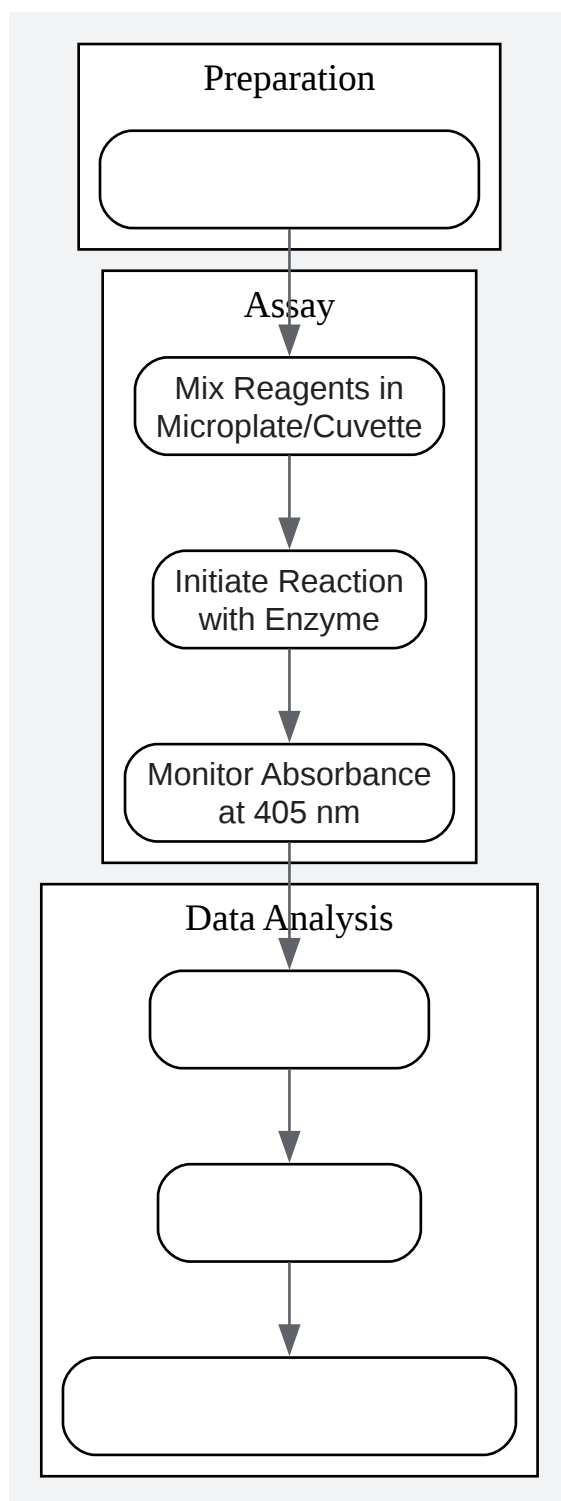 Preparation
Assay
Mix Reagents in
Microplate/Cuvette
Initiate Reaction
with Enzyme
Monitor Absorbance
at 405 nm
Data Analysis